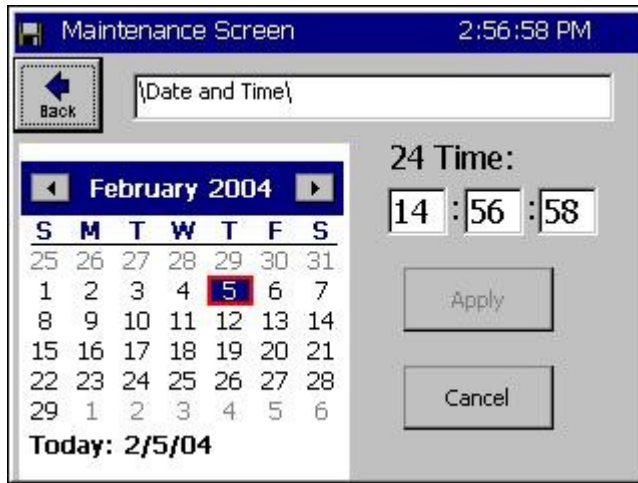 Maintenance Screen 2:56:58 PM
Back
\Date and Time\
24 Time:
14 : 56 : 58
February 2004
S M T W T F S
25 26 27 28 29 30 31
1 2 3 4 5 6 7
8 9 10 11 12 13 14
15 16 17 18 19 20 21
22 23 24 25 26 27 28
29 1 2 3 4 5 6
Today: 2/5/04
Apply
Cancel